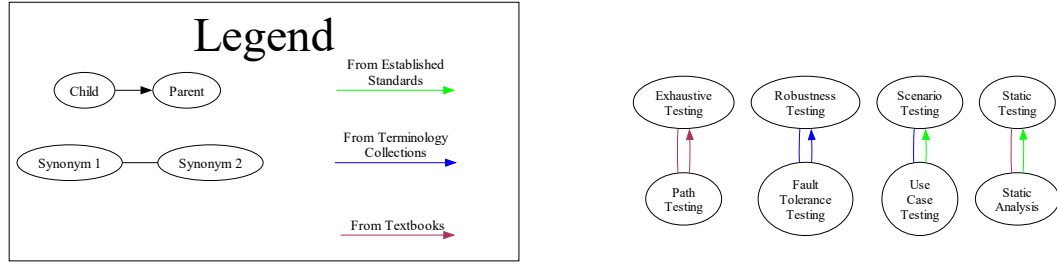 Legend
Child
Parent
From Established
Standards
Synonym 1
Synonym 2
From Terminology
Collections
From Textbooks
Exhaustive
Testing
Robustness
Testing
Scenario
Testing
Static
Testing
Path
Testing
Fault
Tolerance
Testing
Use
Case
Testing
Static
Analysis